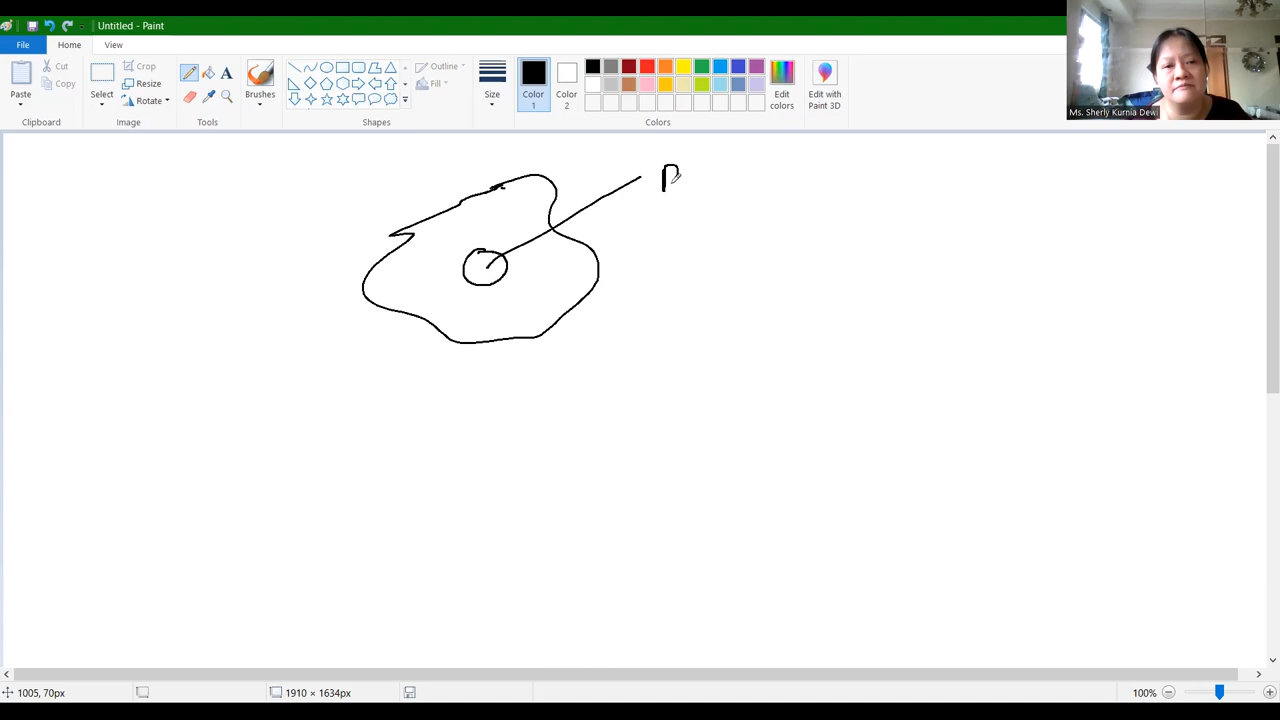 Untitled - Paint
File Home View
Paste
Cut
Copy
Clipboard
Select
Crop
Resize
Rotate
Image
Tools
Brushes
Shapes
Outline
Fill
Size
Color 1
Color 2
Colors
Edit colors
Edit with Paint 3D
Ms. Sherly Kurnia Dewi
P
1005, 70px
1910 × 1634px
100%